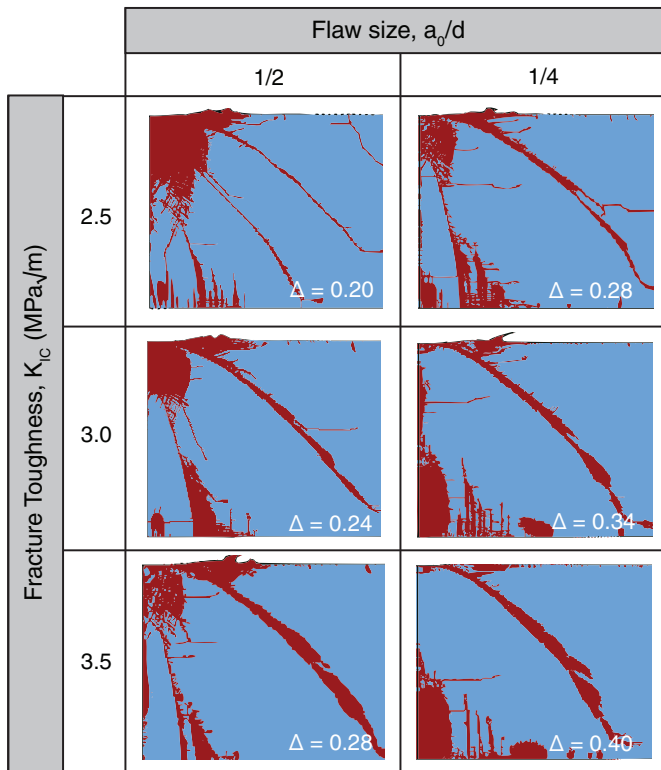 Flaw size, a₀/d
1/2
1/4
Fracture Toughness, K_IC (MPa√m)
2.5
Δ = 0.20
Δ = 0.28
3.0
Δ = 0.24
Δ = 0.34
3.5
Δ = 0.28
Δ = 0.40